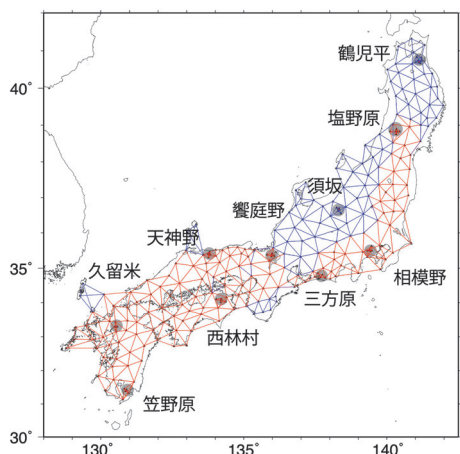 鶴児平
40°
塩野原
須坂
饗庭野
天神野
久留米
35°
相模野
三方原
西林村
笠野原
30°
130°
135°
140°